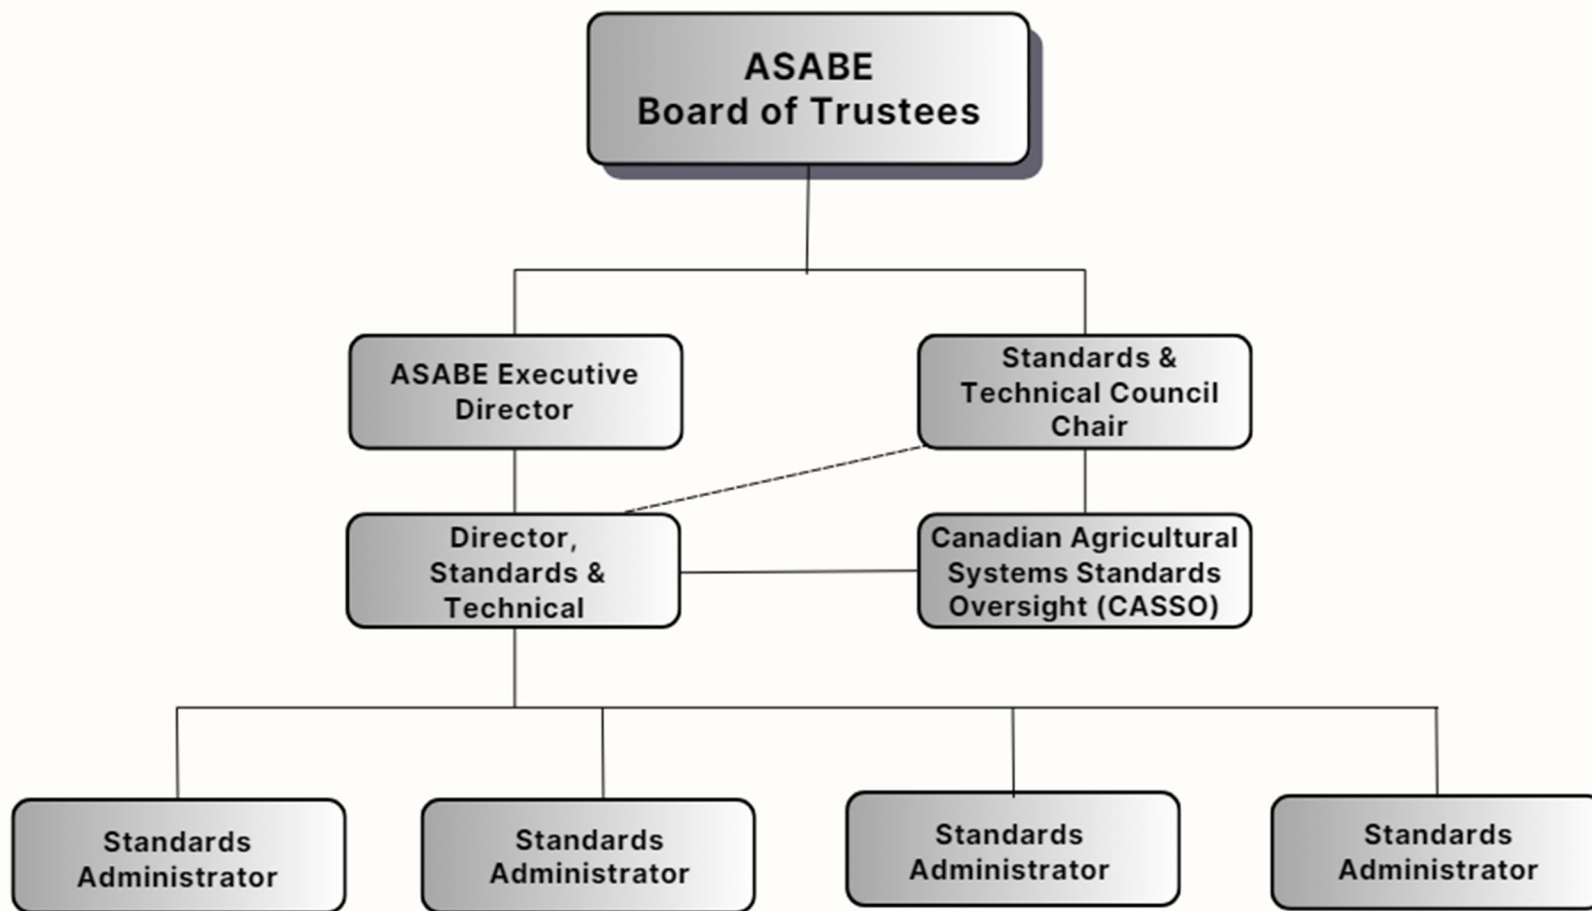 ASABE
Board of Trustees
ASABE Executive
Director
Standards &
Technical Council
Chair
Director,
Standards &
Technical
Canadian Agricultural
Systems Standards
Oversight (CASSO)
Standards
Administrator
Standards
Administrator
Standards
Administrator
Standards
Administrator